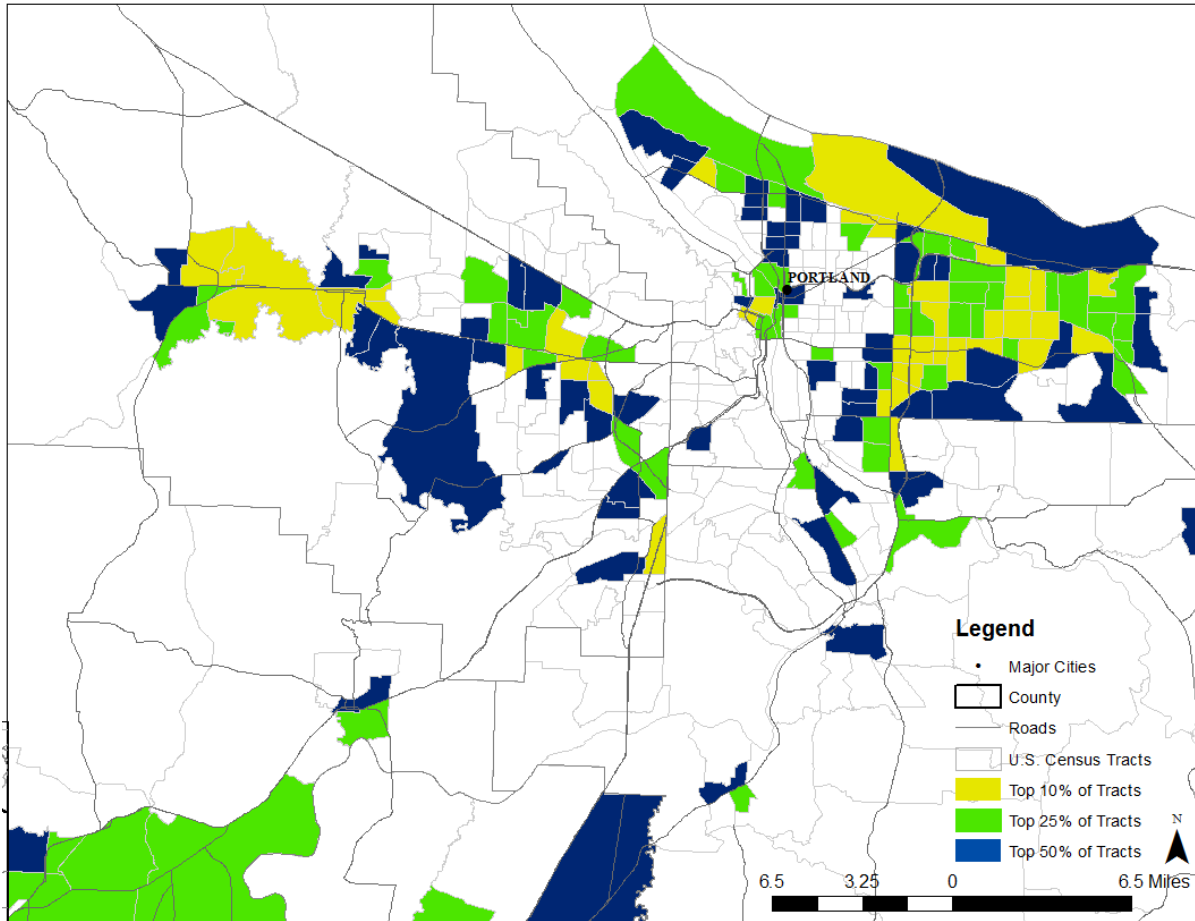 PORTLAND
Legend
Major Cities
County
Roads
U.S. Census Tracts
Top 10% of Tracts
Top 25% of Tracts
Top 50% of Tracts
N
6.5 3.25 0 6.5 Miles